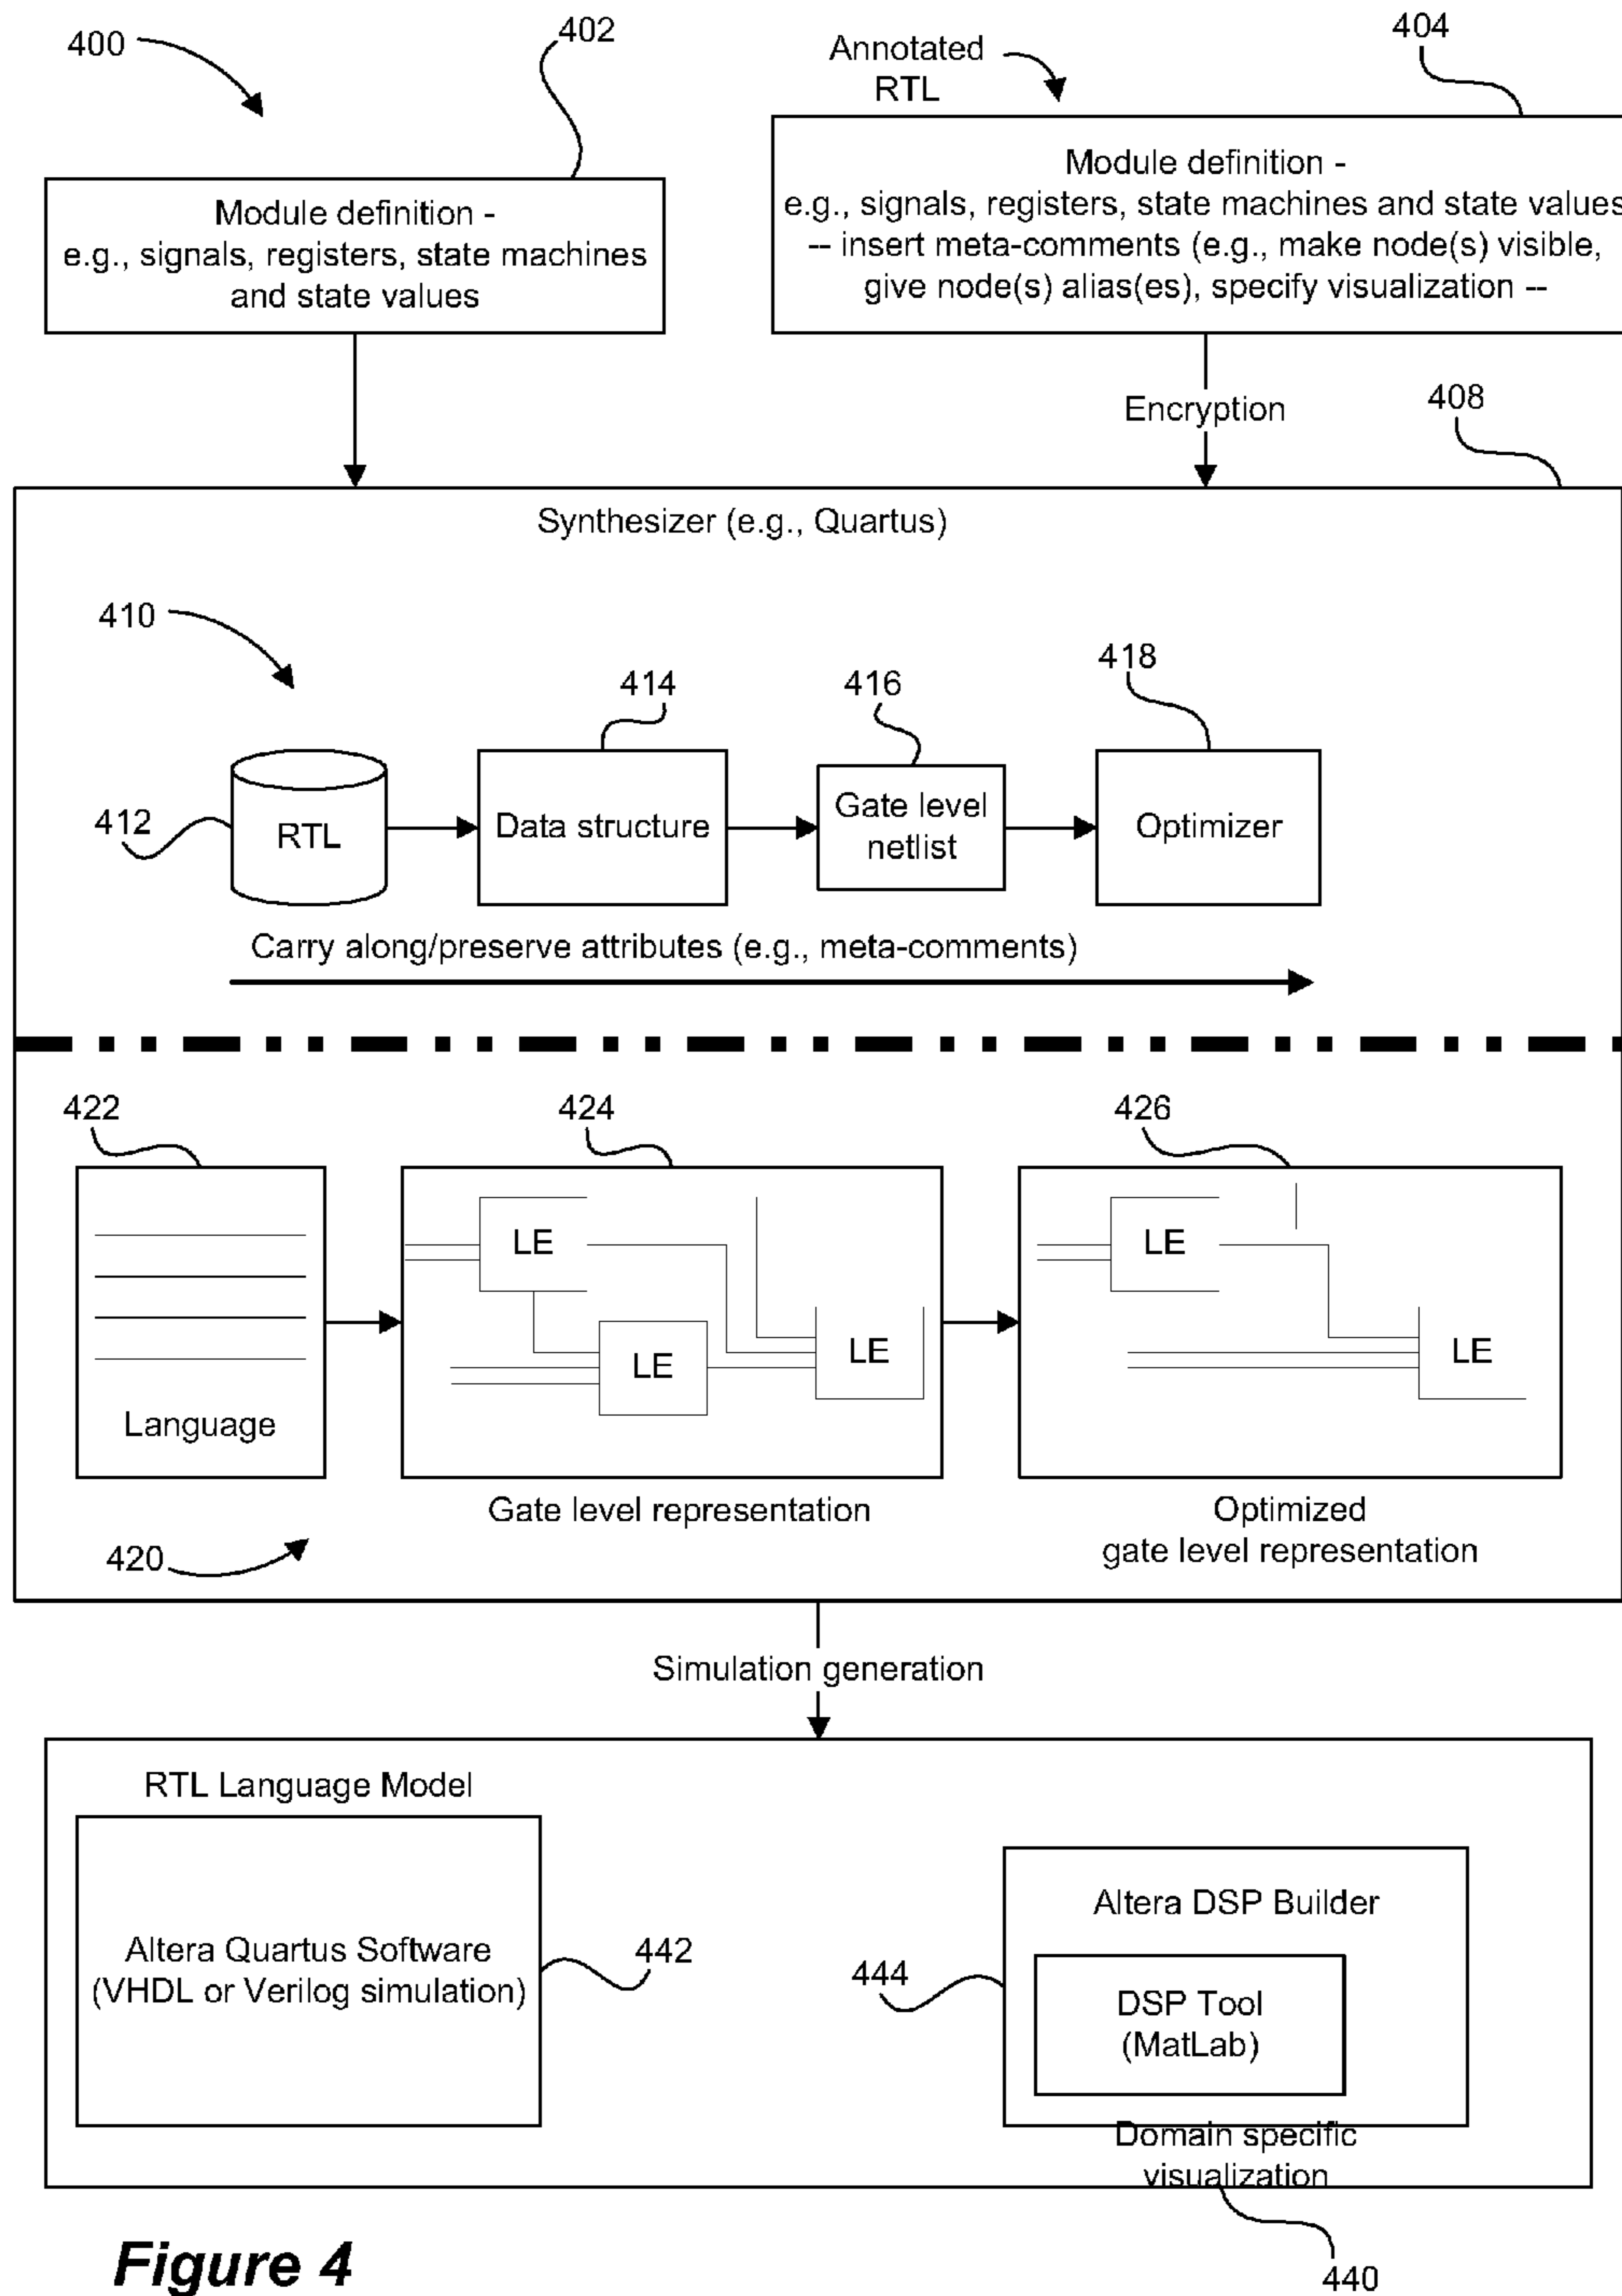 400
402
Annotated
RTL
404
Module definition -
e.g., signals, registers, state machines
and state values
Module definition -
e.g., signals, registers, state machines and state values
-- insert meta-comments (e.g., make node(s) visible,
give node(s) alias(es), specify visualization --
Encryption
408
Synthesizer (e.g., Quartus)
410
412
RTL
414
Data structure
416
Gate level
netlist
418
Optimizer
Carry along/preserve attributes (e.g., meta-comments)
422
424
426
Language
LE
LE
LE
LE
LE
Gate level representation
Optimized
gate level representation
420
Simulation generation
RTL Language Model
Altera Quartus Software
(VHDL or Verilog simulation)
442
444
Altera DSP Builder
DSP Tool
(MatLab)
Domain specific
visualization
440
Figure 4